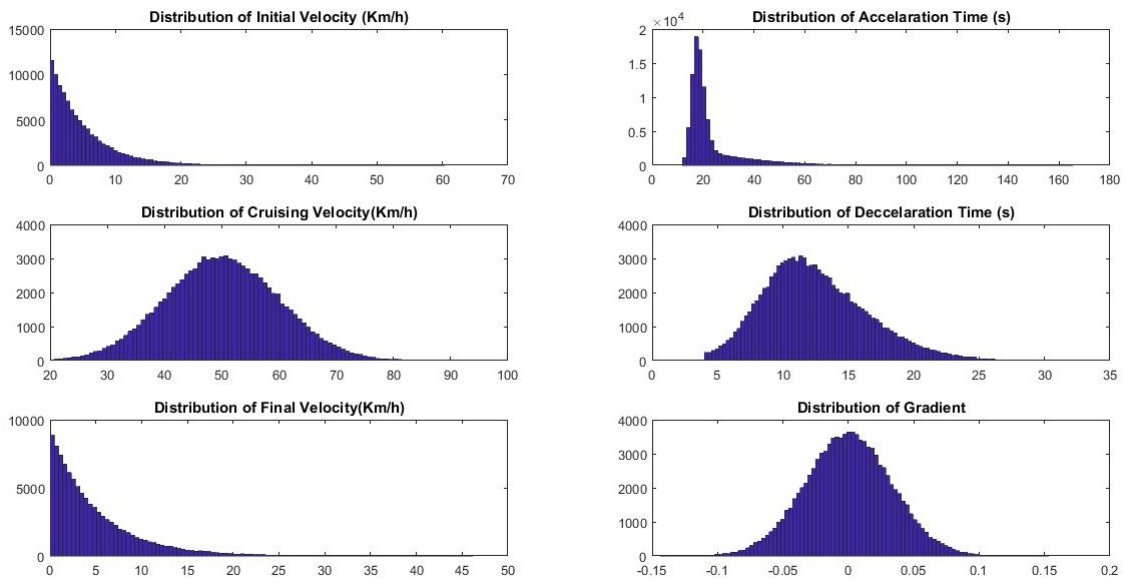 Distribution of Initial Velocity (Km/h)
15000
10000
5000
0
0 10 20 30 40 50 60 70
Distribution of Accelaration Time (s)
× 10^4
2
1.5
1
0.5
0
0 20 40 60 80 100 120 140 160 180
Distribution of Cruising Velocity(Km/h)
4000
3000
2000
1000
0
20 30 40 50 60 70 80 90 100
Distribution of Deccelaration Time (s)
4000
3000
2000
1000
0
0 5 10 15 20 25 30 35
Distribution of Final Velocity(Km/h)
10000
5000
0
0 5 10 15 20 25 30 35 40 45 50
Distribution of Gradient
4000
3000
2000
1000
0
-0.15 -0.1 -0.05 0 0.05 0.1 0.15 0.2